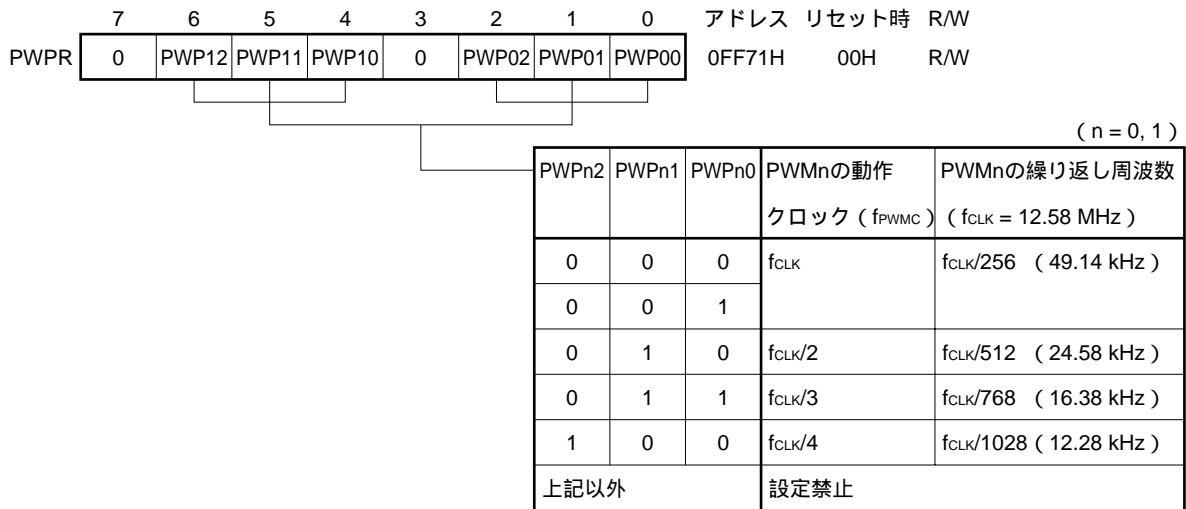 7 6 5 4 3 2 1 0 アドレス リセット時 R/W
PWPR 0 PWP12 PWP11 PWP10 0 PWP02 PWP01 PWP00 0FF71H 00H R/W
(n = 0, 1)
PWPn2 PWPn1 PWPn0 PWMnの動作 PWMnの繰り返し周波数
クロック(fPWMC) (fCLK = 12.58 MHz)
0 0 0 fCLK fCLK/256 (49.14 kHz)
0 0 1
0 1 0 fCLK/2 fCLK/512 (24.58 kHz)
0 1 1 fCLK/3 fCLK/768 (16.38 kHz)
1 0 0 fCLK/4 fCLK/1028 (12.28 kHz)
上記以外 設定禁止